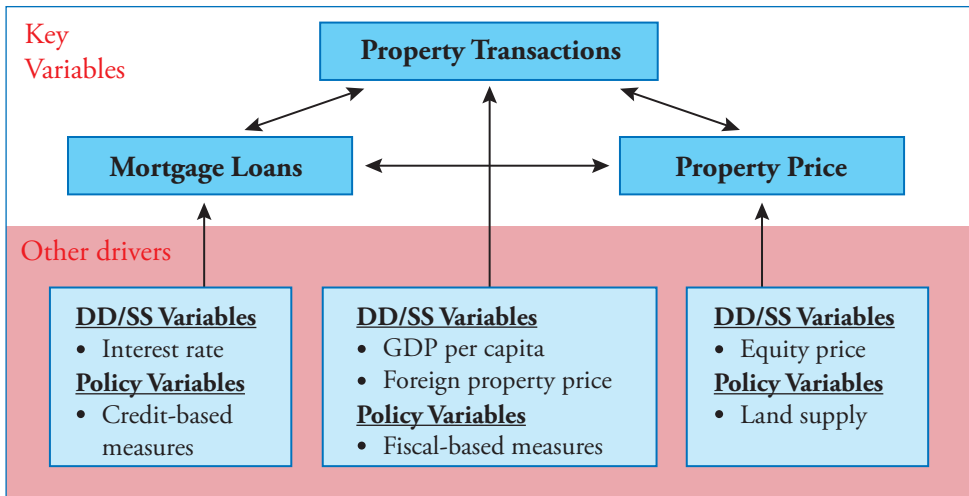 Key
Variables
Property Transactions
Mortgage Loans
Property Price
Other drivers
DD/SS Variables
• Interest rate
Policy Variables
• Credit-based
measures
DD/SS Variables
• GDP per capita
• Foreign property price
Policy Variables
• Fiscal-based measures
DD/SS Variables
• Equity price
Policy Variables
• Land supply